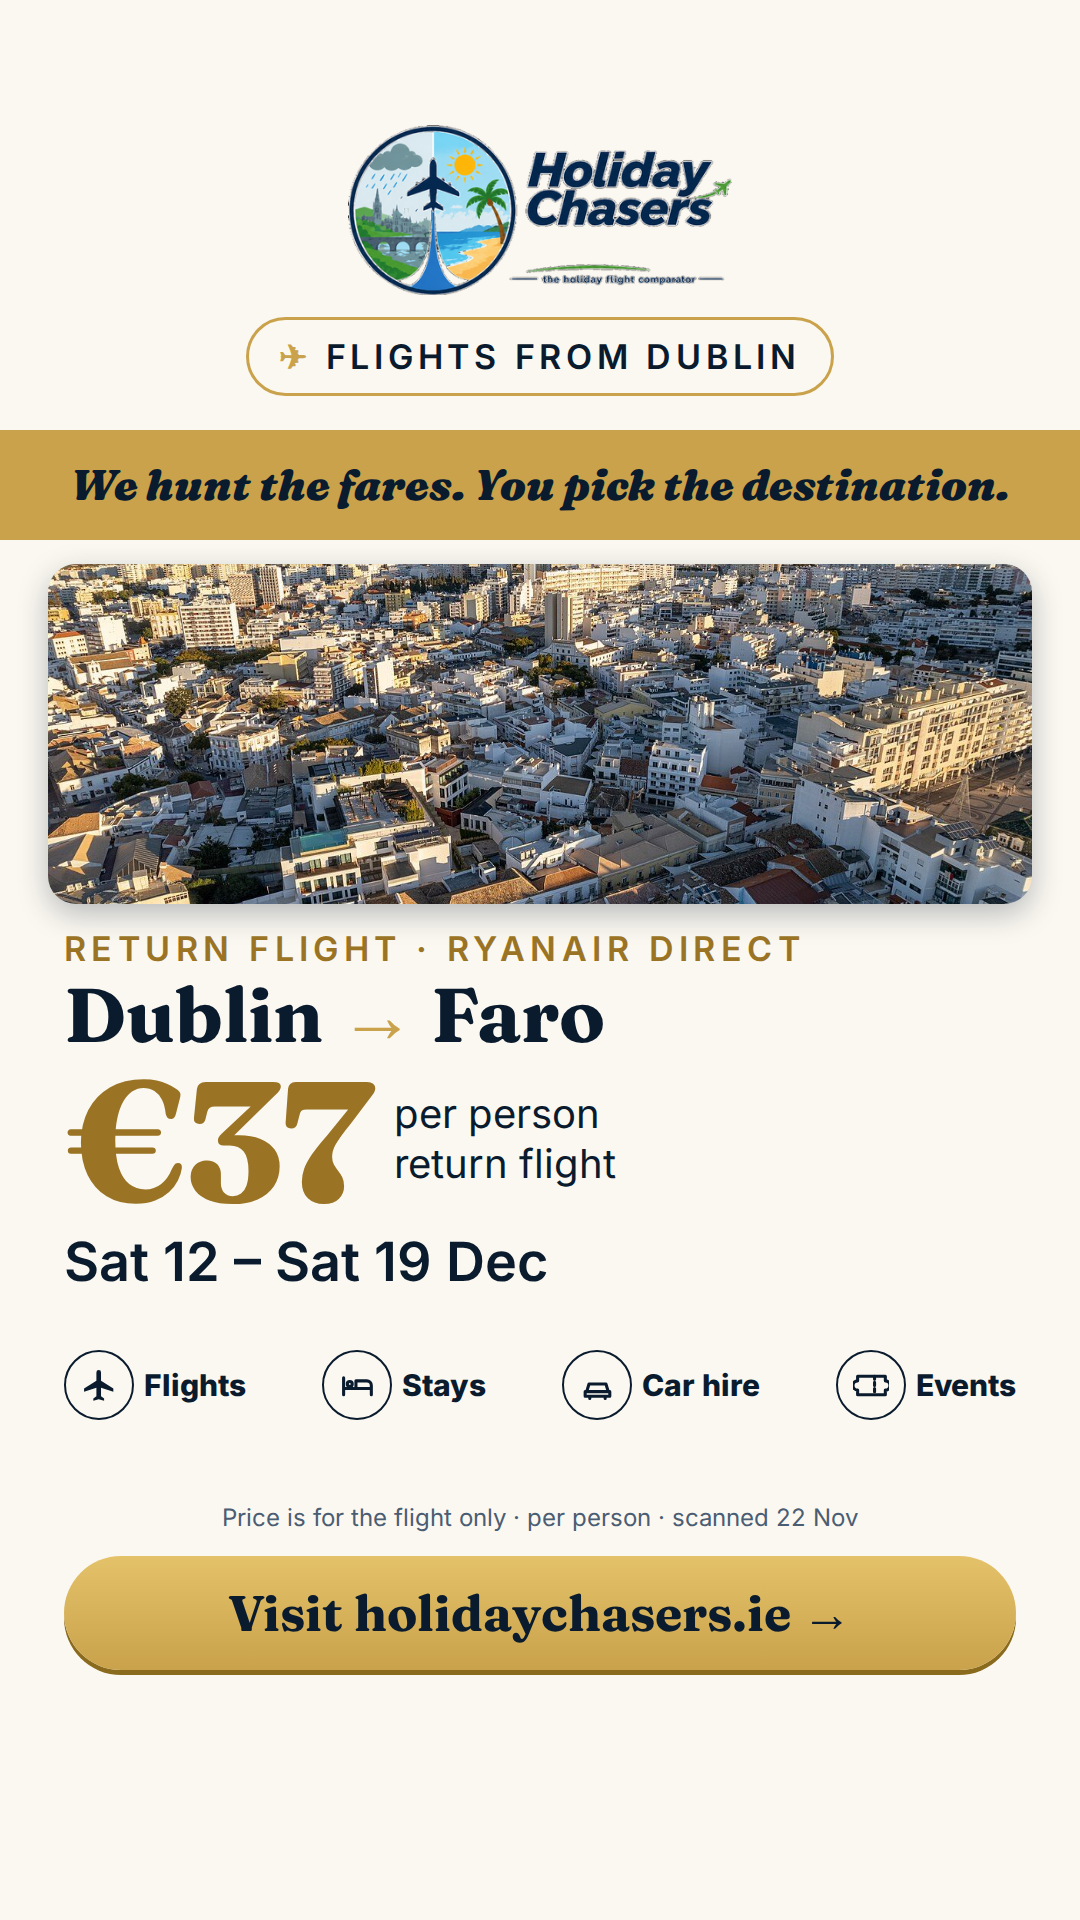 Holiday
Chasers
the holiday flight comparator
✈ FLIGHTS FROM DUBLIN
We hunt the fares. You pick the destination.
RETURN FLIGHT · RYANAIR DIRECT
Dublin → Faro
€37 per person
return flight
Sat 12 – Sat 19 Dec
Flights Stays Car hire Events
Price is for the flight only · per person · scanned 22 Nov
Visit holidaychasers.ie →